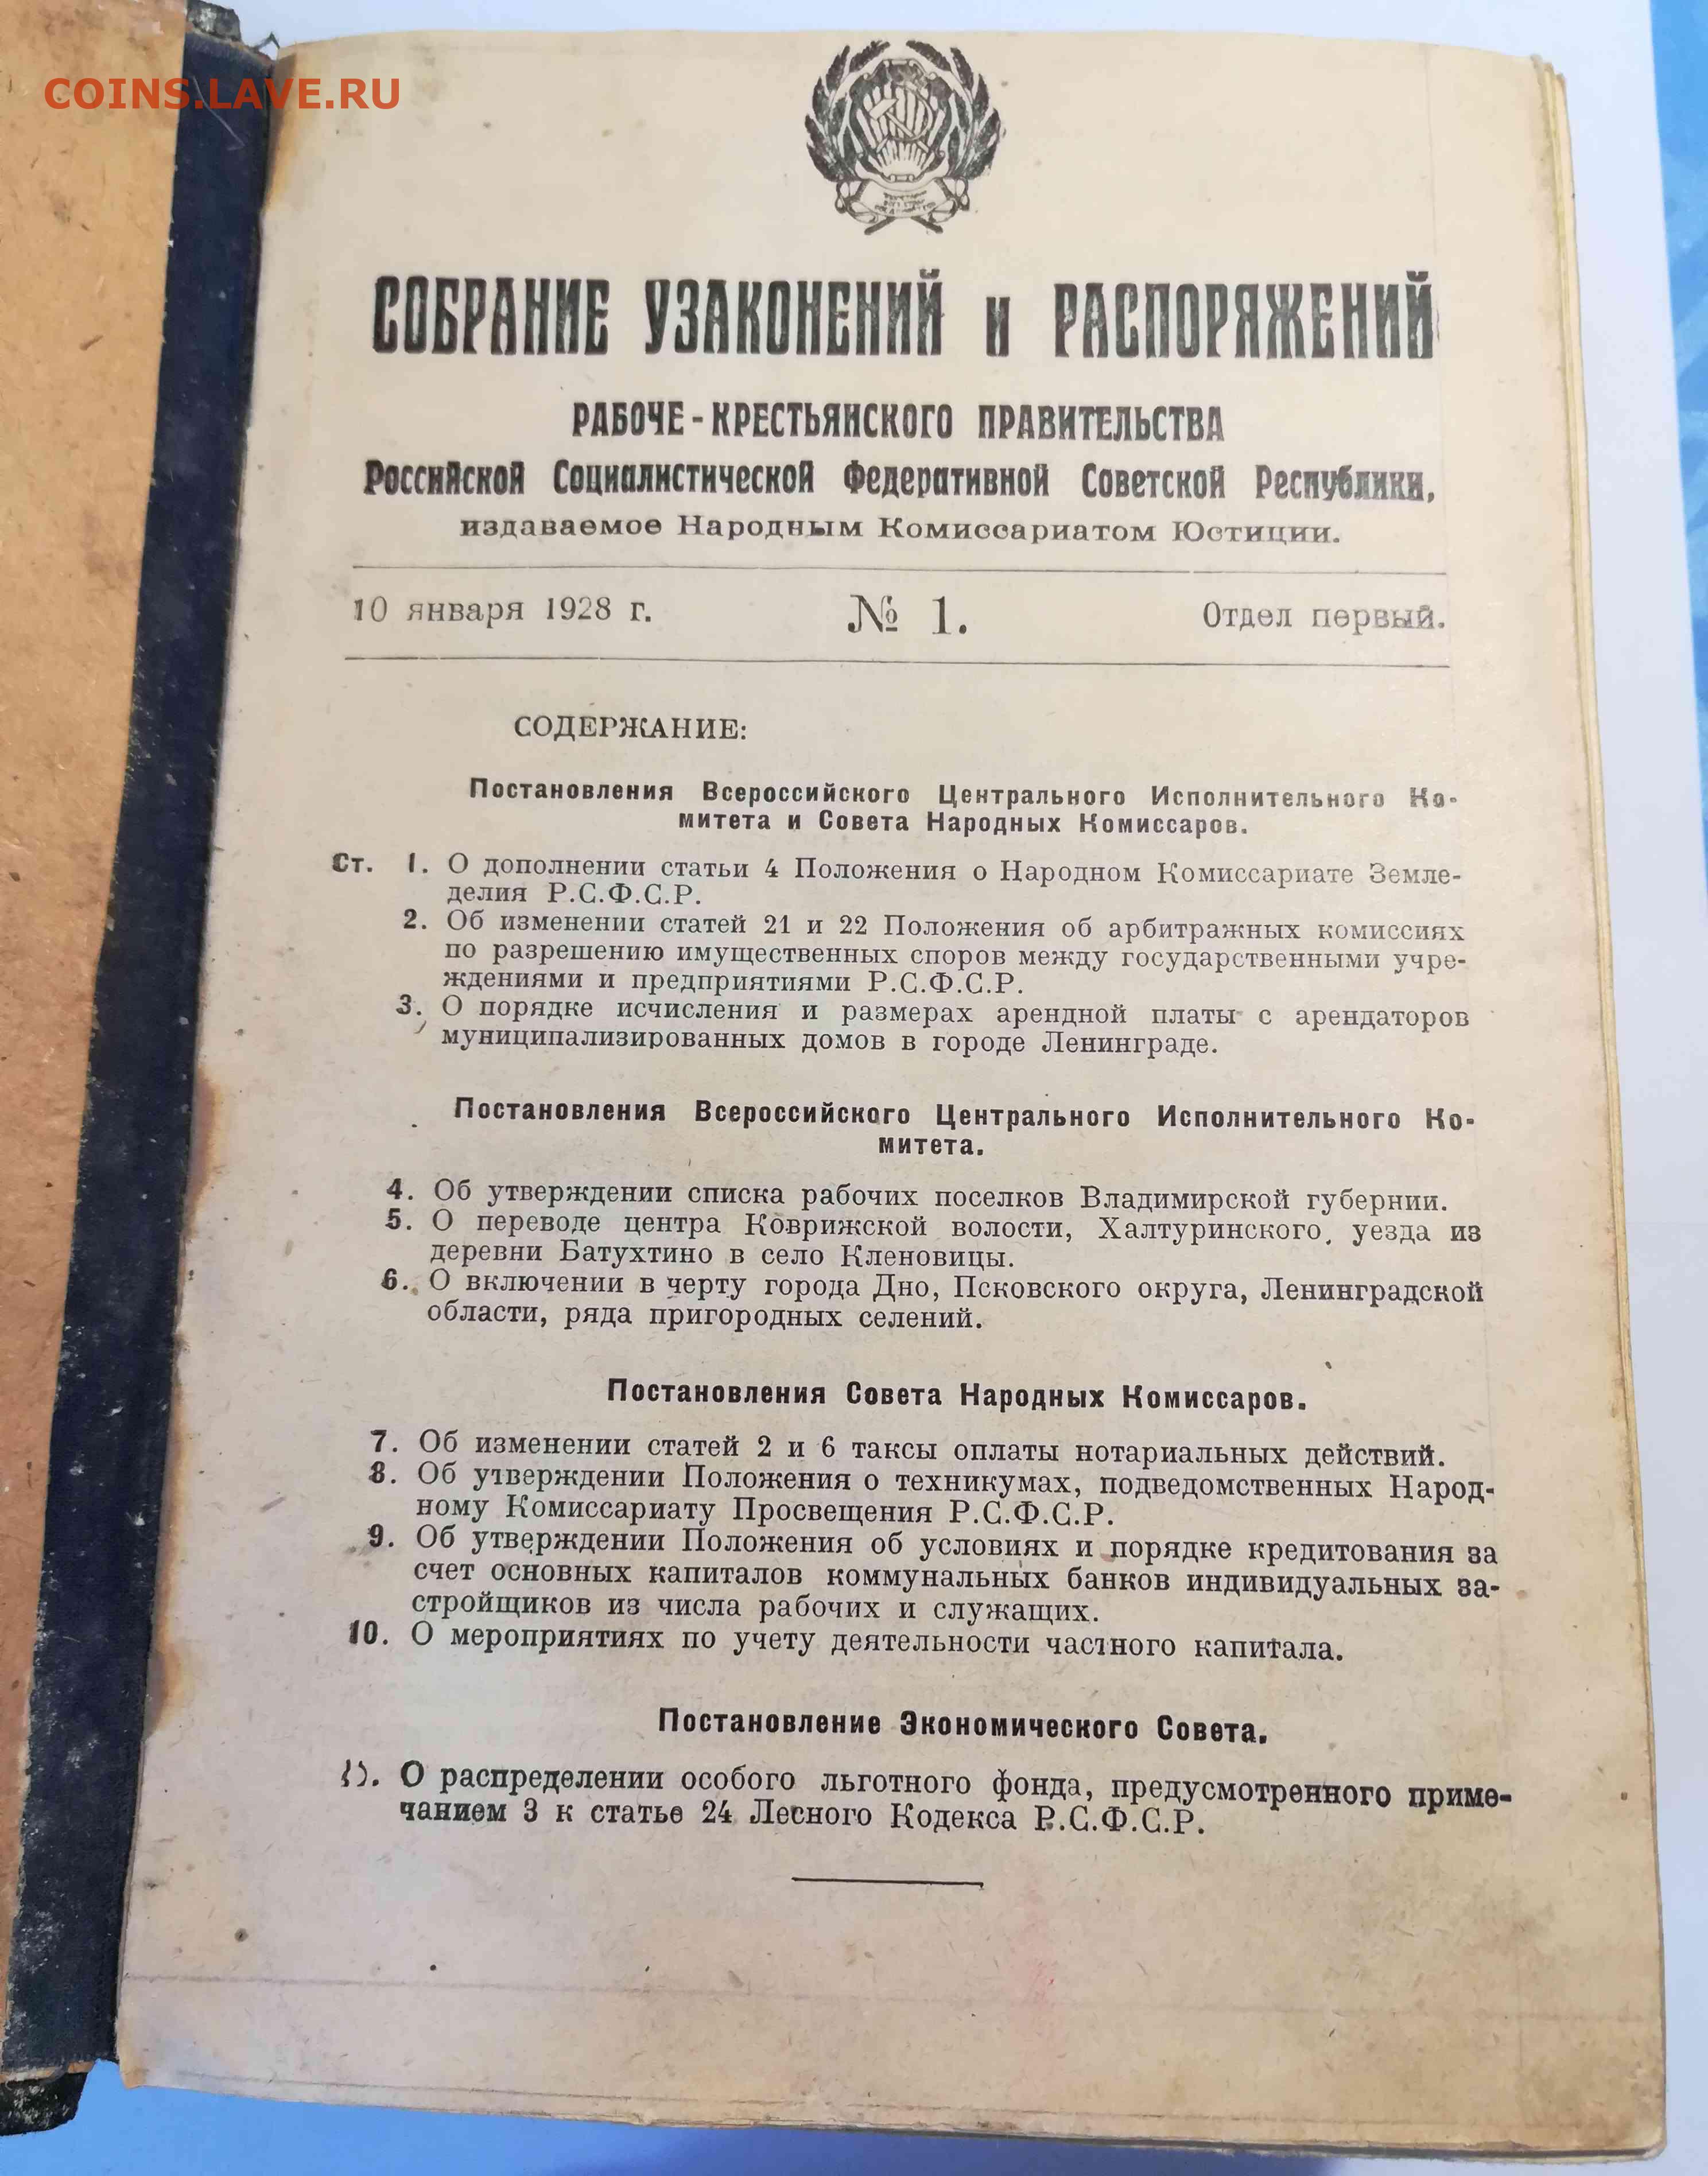 COINS.LAVE.RU
СОБРАНИЕ УЗАКОНЕНИЙ и РАСПОРЯЖЕНИЙ
РАБОЧЕ-КРЕСТЬЯНСКОГО ПРАВИТЕЛЬСТВА
Российской Социалистической Федеративной Советской Республики,
издаваемое Народным Комиссариатом Юстиции.
10 января 1928 г. № 1. Отдел первый.
СОДЕРЖАНИЕ:
Постановления Всероссийского Центрального Исполнительного Ко-
митета и Совета Народных Комиссаров.
Ст. 1. О дополнении статьи 4 Положения о Народном Комиссариате Земле-
делия Р.С.Ф.С.Р.
2. Об изменении статей 21 и 22 Положения об арбитражных комиссиях
по разрешению имущественных споров между государственными учре-
ждениями и предприятиями Р.С.Ф.С.Р.
3. О порядке исчисления и размерах арендной платы с арендаторов
муниципализированных домов в городе Ленинграде.
Постановления Всероссийского Центрального Исполнительного Ко-
митета.
4. Об утверждении списка рабочих поселков Владимирской губернии.
5. О переводе центра Коврижской волости, Халтуринского, уезда из
деревни Батухтино в село Кленовицы.
6. О включении в черту города Дно, Псковского округа, Ленинградской
области, ряда пригородных селений.
Постановления Совета Народных Комиссаров.
7. Об изменении статей 2 и 6 таксы оплаты нотариальных действий.
8. Об утверждении Положения о техникумах, подведомственных Народ-
ному Комиссариату Просвещения Р.С.Ф.С.Р.
9. Об утверждении Положения об условиях и порядке кредитования за
счет основных капиталов коммунальных банков индивидуальных за-
стройщиков из числа рабочих и служащих.
10. О мероприятиях по учету деятельности частного капитала.
Постановление Экономического Совета.
О распределении особого льготного фонда, предусмотренного приме-
чанием 3 к статье 24 Лесного Кодекса Р.С.Ф.С.Р.